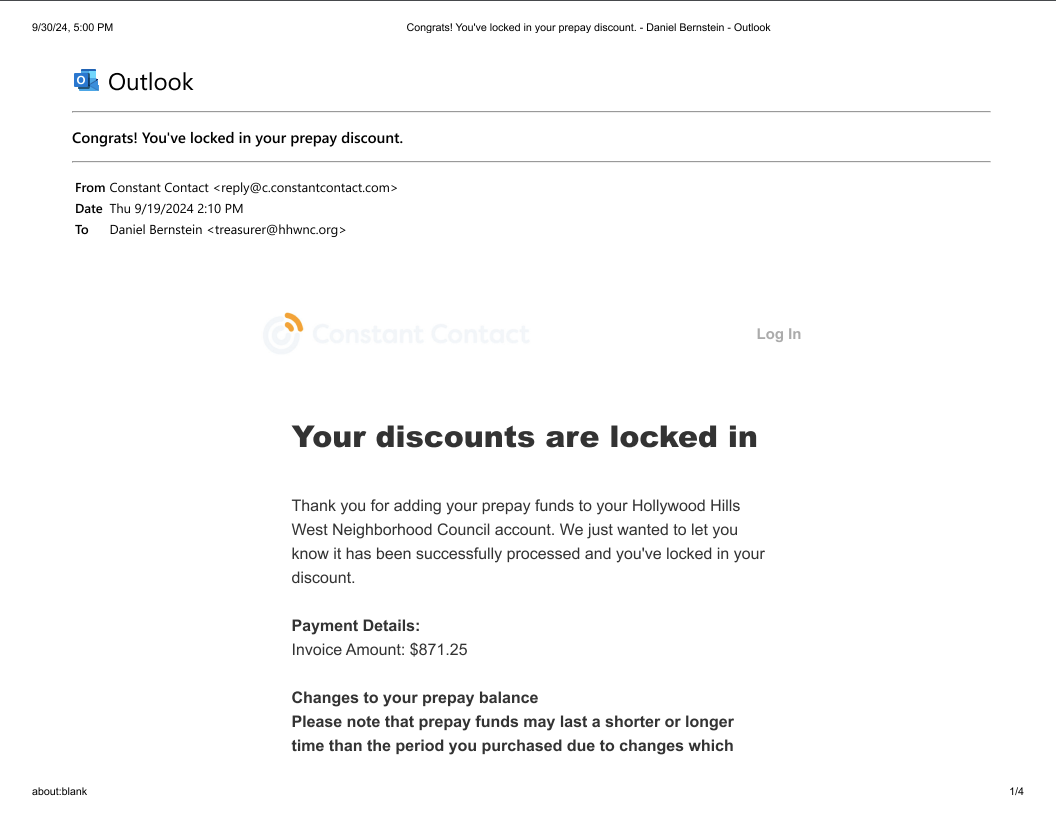 9/30/24, 5:00 PM Congrats! You've locked in your prepay discount. - Daniel Bernstein - Outlook
Outlook
Congrats! You've locked in your prepay discount.
From Constant Contact <reply@c.constantcontact.com>
Date Thu 9/19/2024 2:10 PM
To Daniel Bernstein <treasurer@hhwnc.org>
Constant Contact Log In
Your discounts are locked in
Thank you for adding your prepay funds to your Hollywood Hills
West Neighborhood Council account. We just wanted to let you
know it has been successfully processed and you've locked in your
discount.
Payment Details:
Invoice Amount: $871.25
Changes to your prepay balance
Please note that prepay funds may last a shorter or longer
time than the period you purchased due to changes which
about:blank 1/4